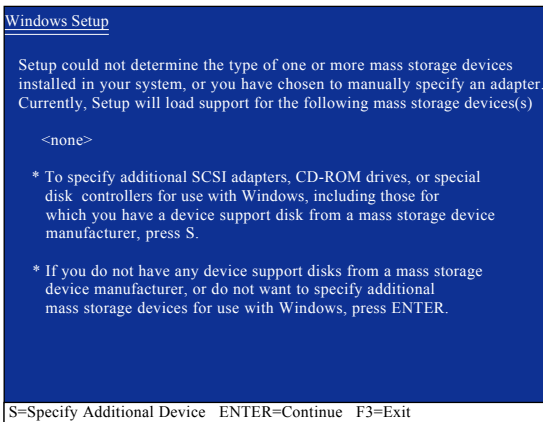 Windows Setup
Setup could not determine the type of one or more mass storage devices
installed in your system, or you have chosen to manually specify an adapter.
Currently, Setup will load support for the following mass storage devices(s)
<none>
* To specify additional SCSI adapters, CD-ROM drives, or special
disk controllers for use with Windows, including those for
which you have a device support disk from a mass storage device
manufacturer, press S.
* If you do not have any device support disks from a mass storage
device manufacturer, or do not want to specify additional
mass storage devices for use with Windows, press ENTER.
S=Specify Additional Device ENTER=Continue F3=Exit